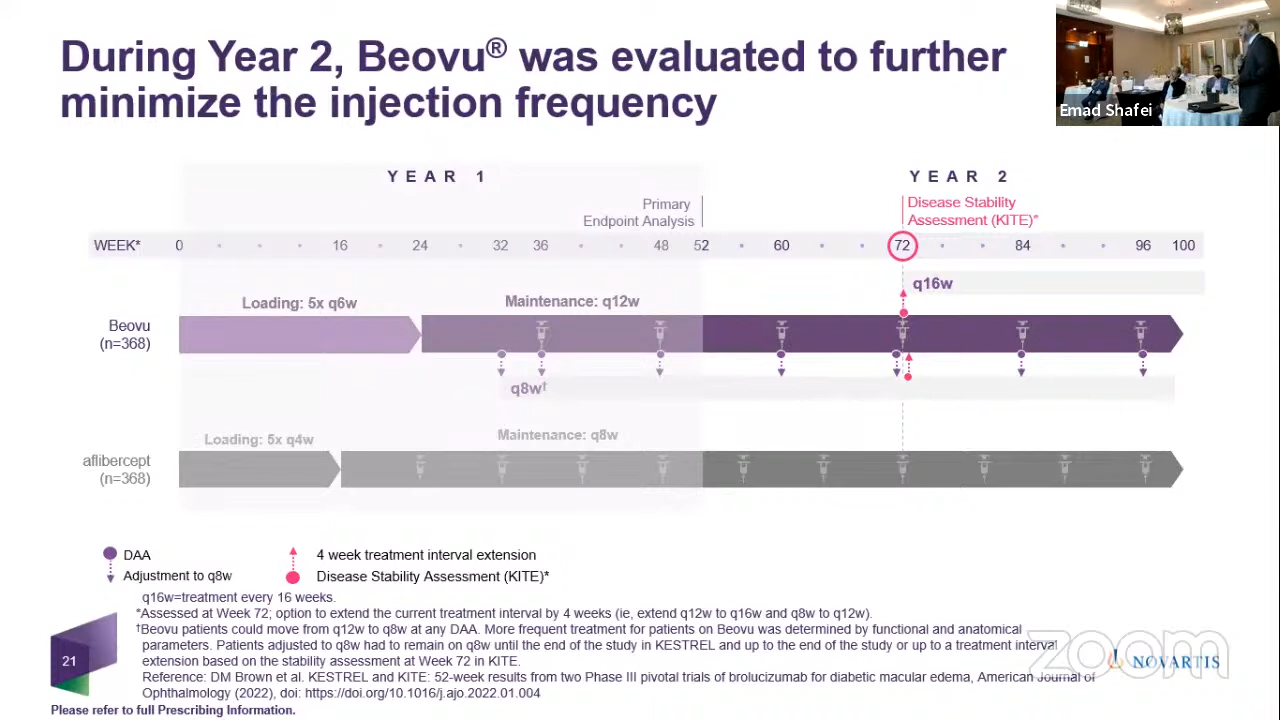 During Year 2, Beovu® was evaluated to further
minimize the injection frequency
Emad Shafei
YEAR 1
YEAR 2
Primary
Endpoint Analysis
Disease Stability
Assessment (KITE)*
WEEK* 0 16 24 32 36 48 52 60 72 84 96 100
q16w
Loading: 5x q6w
Maintenance: q12w
Beovu
(n=368)
q8w†
Loading: 5x q4w
Maintenance: q8w
aflibercept
(n=368)
DAA
Adjustment to q8w
4 week treatment interval extension
Disease Stability Assessment (KITE)*
q16w=treatment every 16 weeks.
*Assessed at Week 72; option to extend the current treatment interval by 4 weeks (ie, extend q12w to q16w and q8w to q12w).
†Beovu patients could move from q12w to q8w at any DAA. More frequent treatment for patients on Beovu was determined by functional and anatomical
parameters. Patients adjusted to q8w had to remain on q8w until the end of the study in KESTREL and up to the end of the study or up to a treatment interval
extension based on the stability assessment at Week 72 in KITE.
Reference: DM Brown et al. KESTREL and KITE: 52-week results from two Phase III pivotal trials of brolucizumab for diabetic macular edema, American Journal of
Ophthalmology (2022), doi: https://doi.org/10.1016/j.ajo.2022.01.004
21
zoom
NOVARTIS
Please refer to full Prescribing Information.